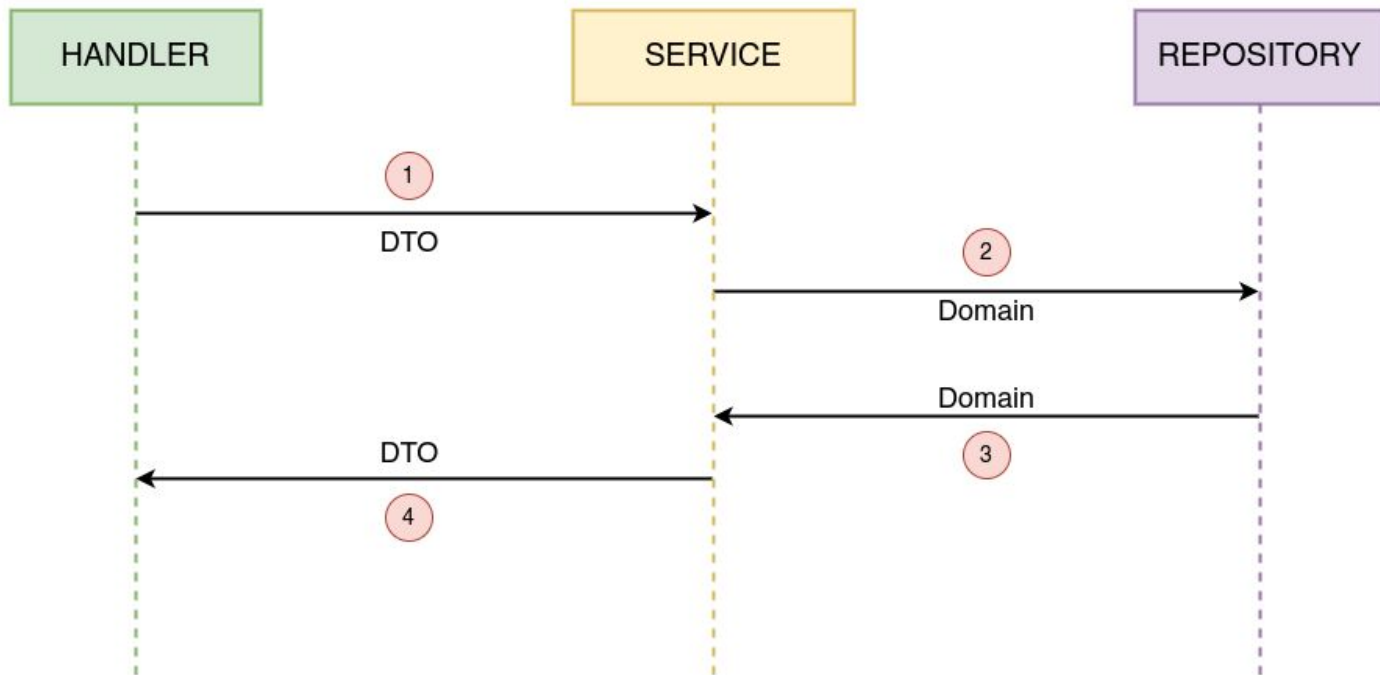 HANDLER
SERVICE
REPOSITORY
1
DTO
2
Domain
Domain
3
DTO
4